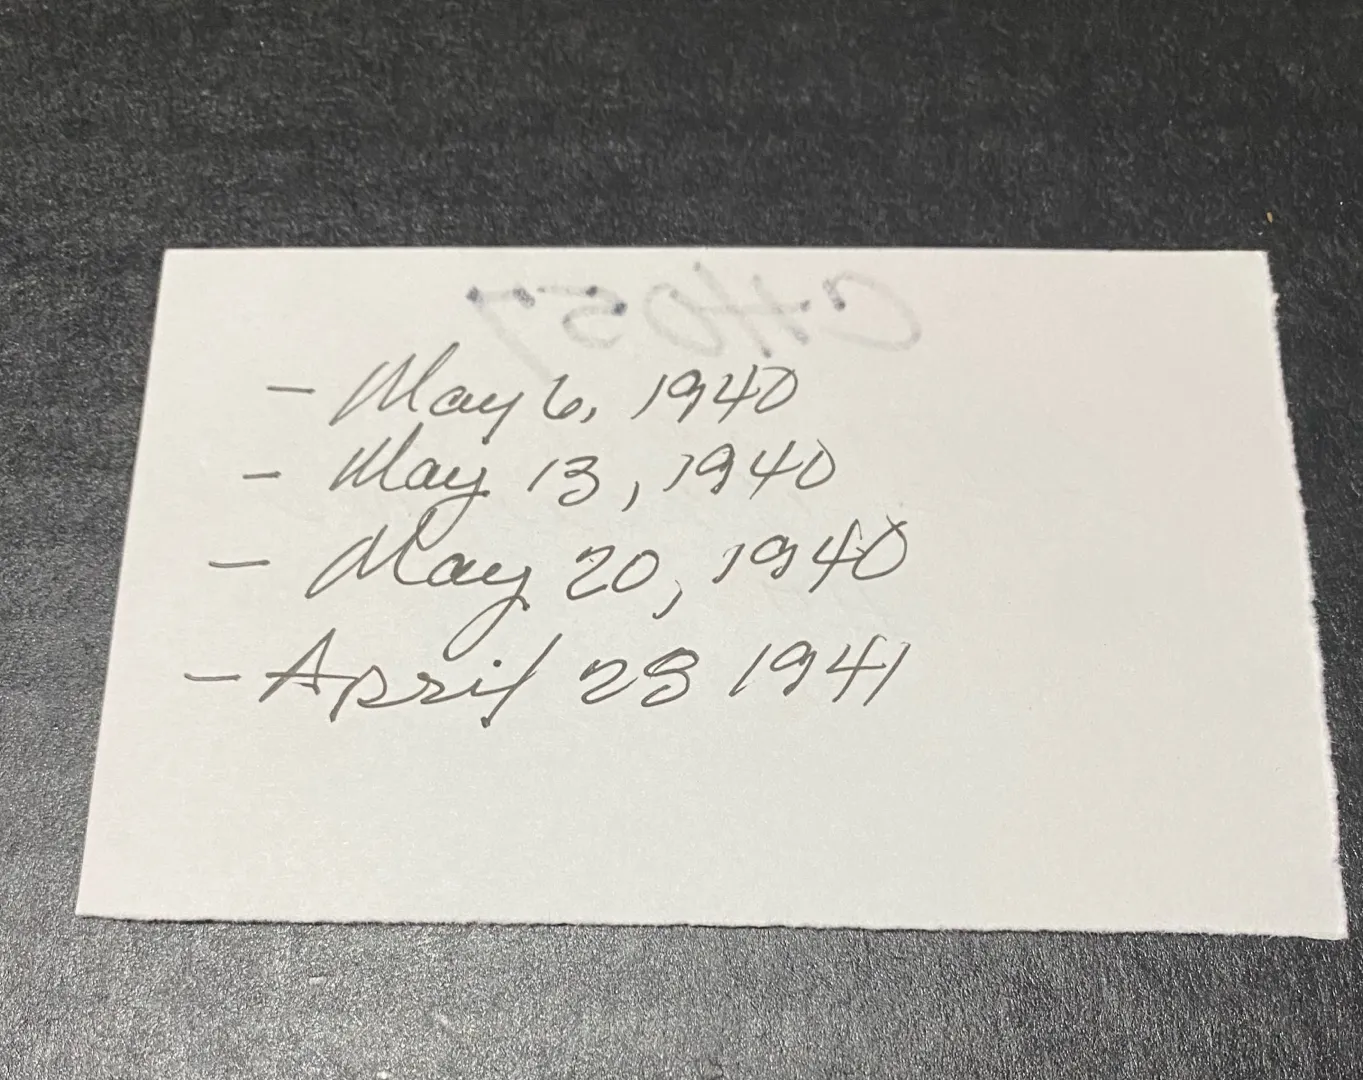 - May 6, 1940
- May 13, 1940
- May 20, 1940
- April 28 1941